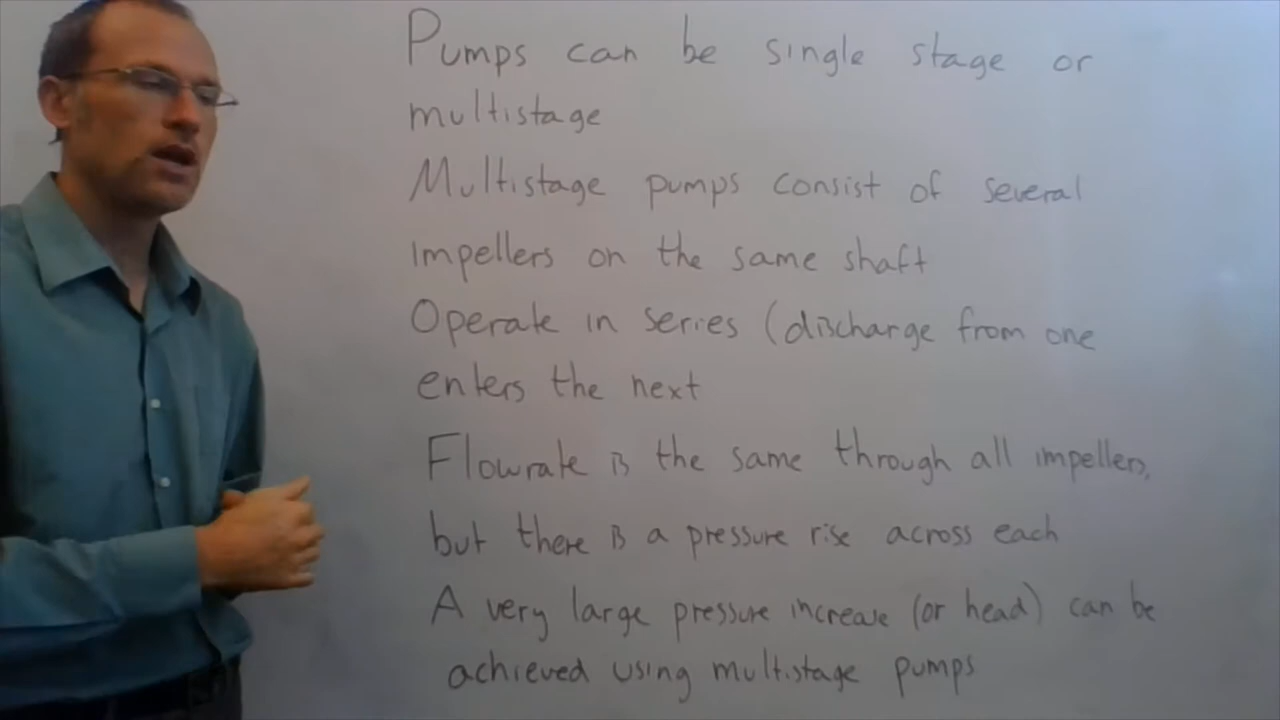 Pumps can be single stage or
multistage
Multistage pumps consist of several
impellers on the same shaft
Operate in series (discharge from one
enters the next
Flowrate is the same through all impellers,
but there is a pressure rise across each
A very large pressure increase (or head) can be
achieved using multistage pumps